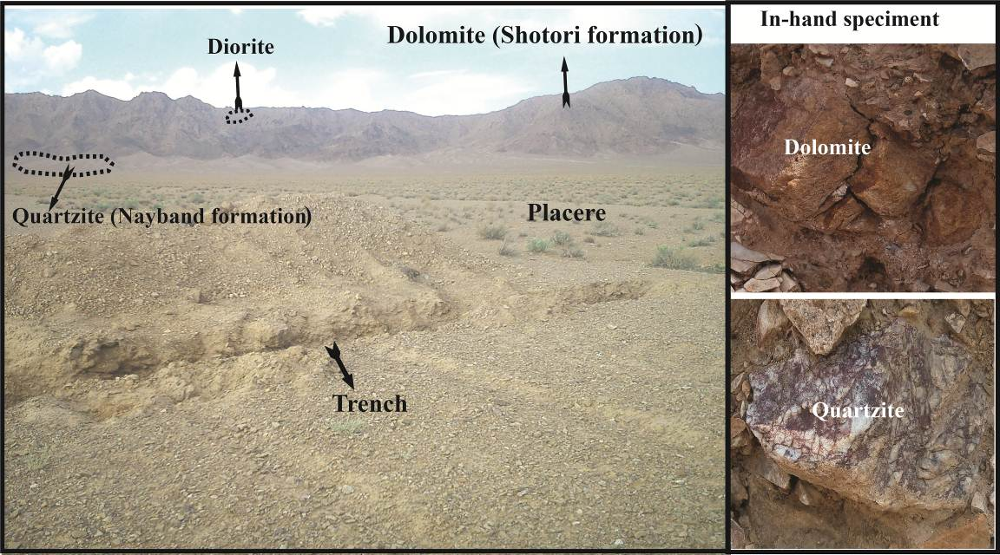 Diorite
Dolomite (Shotori formation)
Quartzite (Nayband formation)
Placere
Trench
In-hand speciment
Dolomite
Quartzite